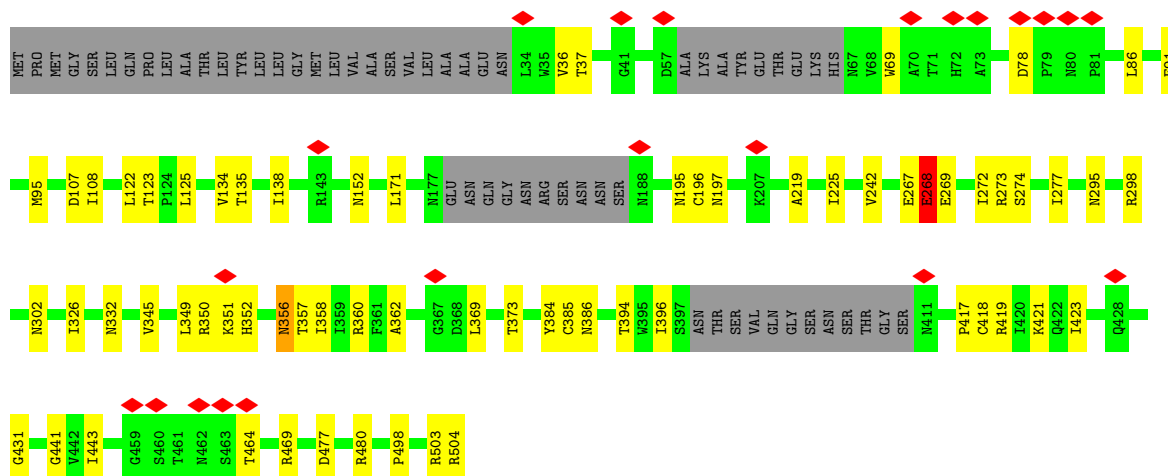 MET PRO MET GLY SER LEU GLN PRO LEU ALA THR LEU TYR LEU LEU GLY MET LEU VAL ALA SER VAL LEU ALA ALA GLU ASN L34 W35 V36 T37 G41 D57 ALA LYS ALA TYR GLU THR GLU LYS HIS N67 V68 W69 A70 T71 H72 A73 D78 P79 N80 P81 L86
M95 D107 I108 L122 T123 P124 L125 V134 T135 I138 R143 N152 L171 N177 GLU ASN GLN GLY ASN ARG SER ASN ASN SER N188 N195 C196 N197 K207 A219 I225 V242 E267 E268 E269 I272 R273 S274 I277 N295 R298
N302 I326 N332 V345 L349 R350 K351 H352 N356 T357 I358 I359 R360 F361 A362 G367 D368 L369 T373 Y384 C385 N386 T394 W395 I396 S397 ASN THR SER VAL GLN GLY SER ASN SER THR GLY SER N411 P417 C418 R419 I420 K421 Q422 I423 Q428
G431 G441 V442 I443 G459 S460 T461 N462 S463 T464 R469 D477 R480 P498 R503 R504